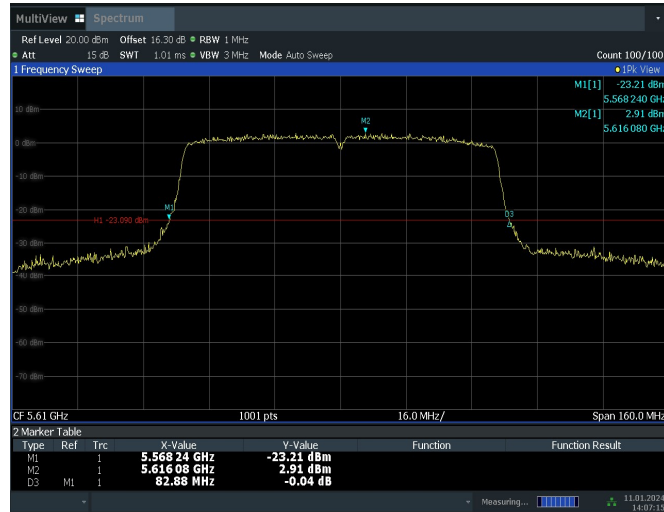 MultiView Spectrum
Ref Level 20.00 dBm Offset 16.30 dB RBW 1 MHz
Att 15 dB SWT 1.01 ms VBW 3 MHz Mode Auto Sweep Count 100/100
1 Frequency Sweep 1Pk View
M1[1] -23.21 dBm
5.568 240 GHz
M2[1] 2.91 dBm
5.616 080 GHz
10 dBm
M2
0 dBm
-10 dBm
-20 dBm
M1
D3
H1 -23.090 dBm
-30 dBm
-40 dBm
-50 dBm
-60 dBm
-70 dBm
CF 5.61 GHz 1001 pts 16.0 MHz/ Span 160.0 MHz
2 Marker Table
Type Ref Trc X-Value Y-Value Function Function Result
M1 1 5.568 24 GHz -23.21 dBm
M2 1 5.616 08 GHz 2.91 dBm
D3 M1 1 82.88 MHz -0.04 dB
Measuring... 11.01.2024
14:07:15